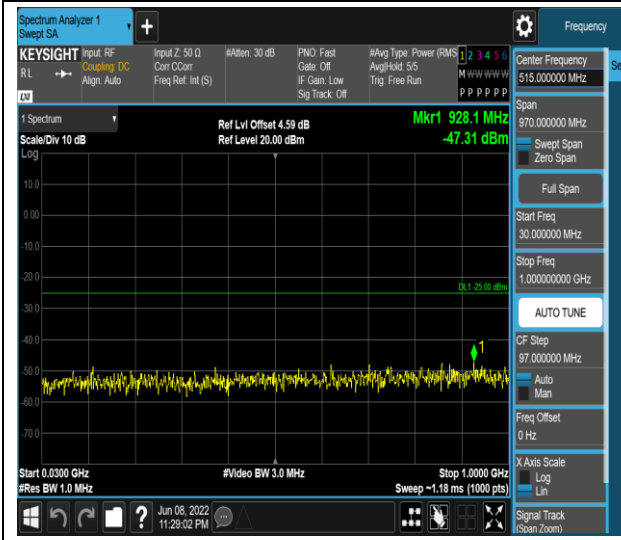 Spectrum Analyzer 1
Swept SA
Frequency
KEYSIGHT
RL
LXI
Input: RF
Coupling: DC
Align: Auto
Input Z: 50 Ω
Corr CCorr
Freq Ref: Int (S)
#Atten: 30 dB
PNO: Fast
Gate: Off
IF Gain: Low
Sig Track: Off
#Avg Type: Power (RMS
Avg|Hold: 5/5
Trig: Free Run
1 2 3 4 5 6
M W W W W W
P P P P P P
1 Spectrum
Scale/Div 10 dB
Log
Ref Lvl Offset 4.59 dB
Ref Level 20.00 dBm
Mkr1 928.1 MHz
-47.31 dBm
10.0
0.00
-10.0
-20.0
DL1 -25.00 dBm
-30.0
-40.0
1
-50.0
-60.0
-70.0
Start 0.0300 GHz
#Res BW 1.0 MHz
#Video BW 3.0 MHz
Stop 1.0000 GHz
Sweep ~1.18 ms (1000 pts)
Jun 08, 2022
11:29:02 PM
Center Frequency
515.000000 MHz
Span
970.000000 MHz
Swept Span
Zero Span
Full Span
Start Freq
30.000000 MHz
Stop Freq
1.000000000 GHz
AUTO TUNE
CF Step
97.000000 MHz
Auto
Man
Freq Offset
0 Hz
X Axis Scale
Log
Lin
Signal Track
(Span Zoom)
Se